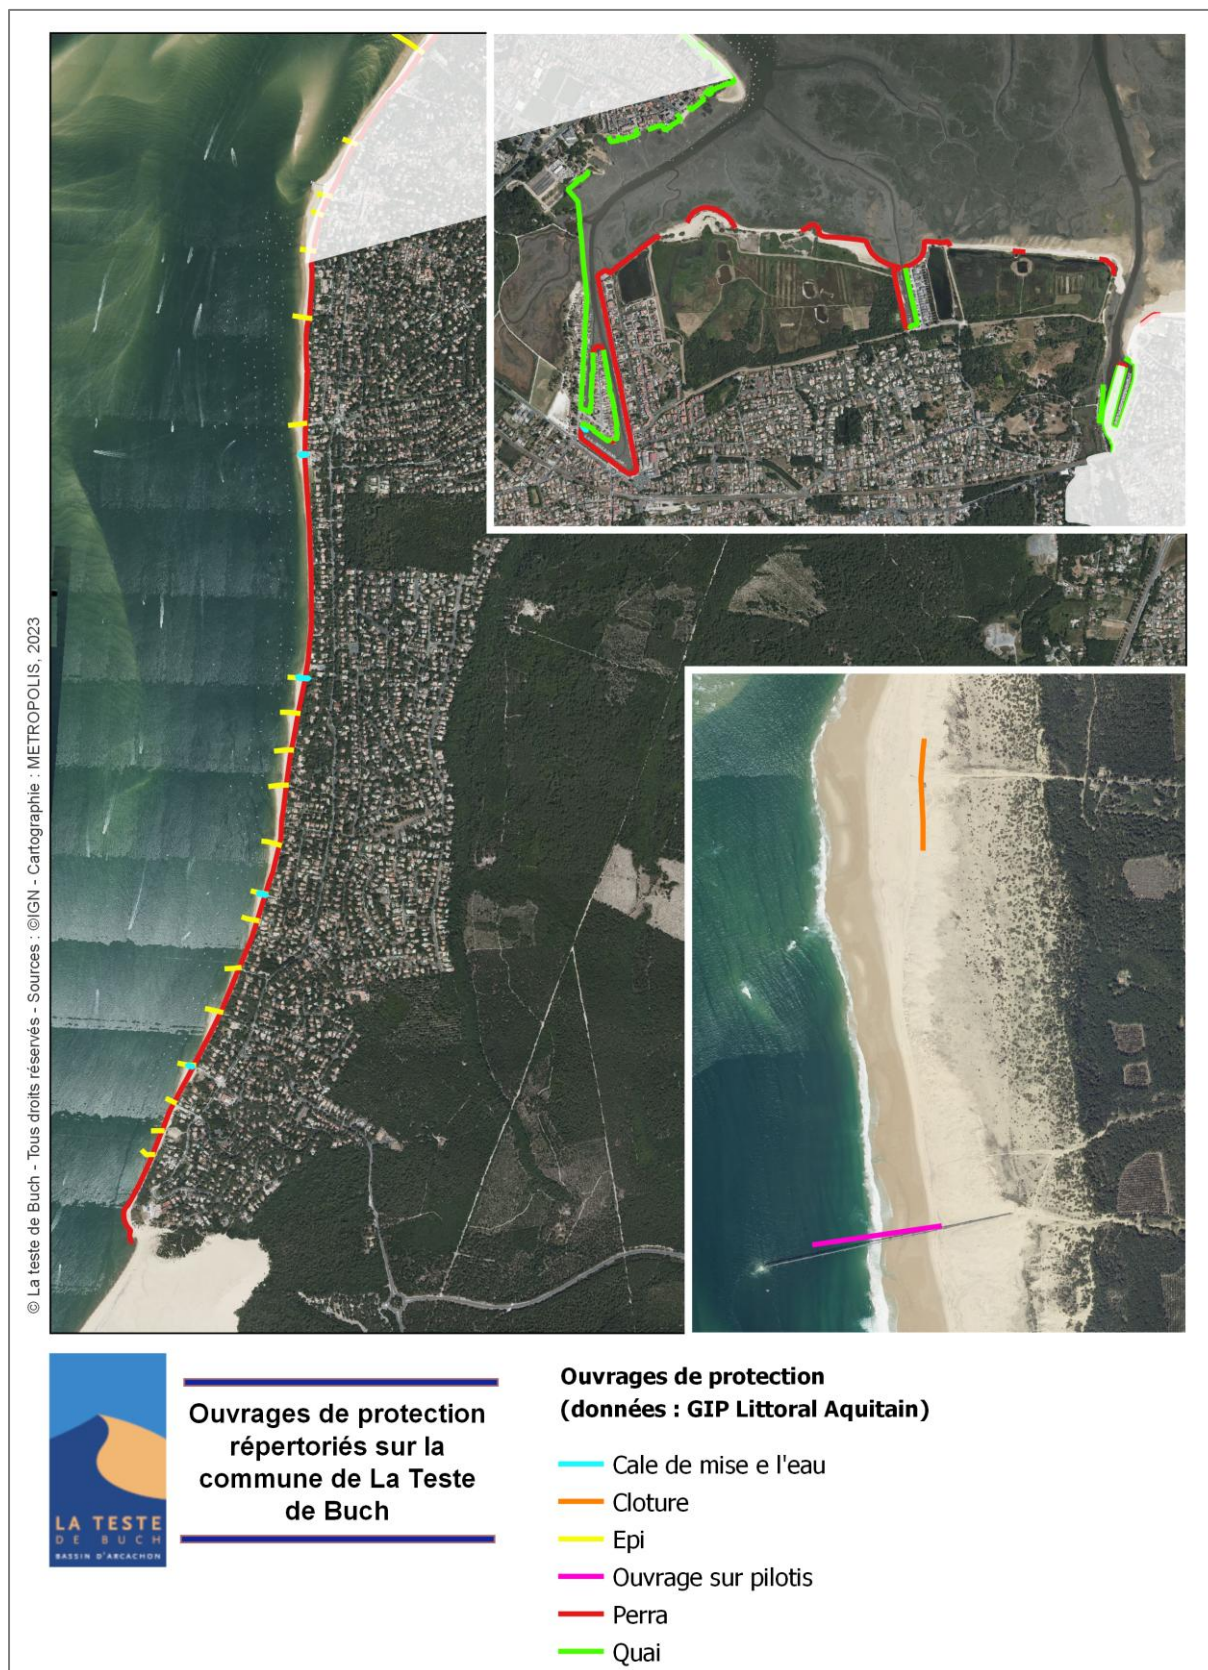 © La teste de Buch - Tous droits réservés - Sources : ©IGN - Cartographie : METROPOLIS, 2023
LA TESTE
DE BUCH
BASSIN D'ARCACHON
Ouvrages de protection
répertoriés sur la
commune de La Teste
de Buch
Ouvrages de protection
(données : GIP Littoral Aquitain)
Cale de mise e l'eau
Cloture
Epi
Ouvrage sur pilotis
Perra
Quai